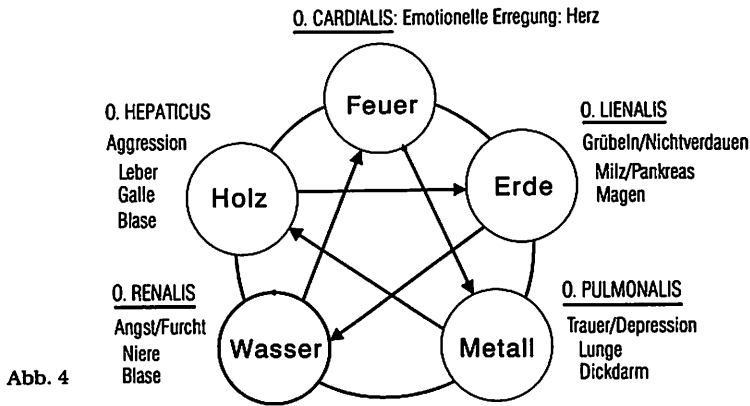 O. CARDIALIS: Emotionelle Erregung: Herz
Feuer
O. HEPATICUS
Aggression
Leber
Galle
Blase
Holz
O. LIENALIS
Grübeln/Nichtverdauen
Milz/Pankreas
Magen
Erde
O. RENALIS
Angst/Furcht
Niere
Blase
Wasser
O. PULMONALIS
Trauer/Depression
Lunge
Dickdarm
Metall
Abb. 4